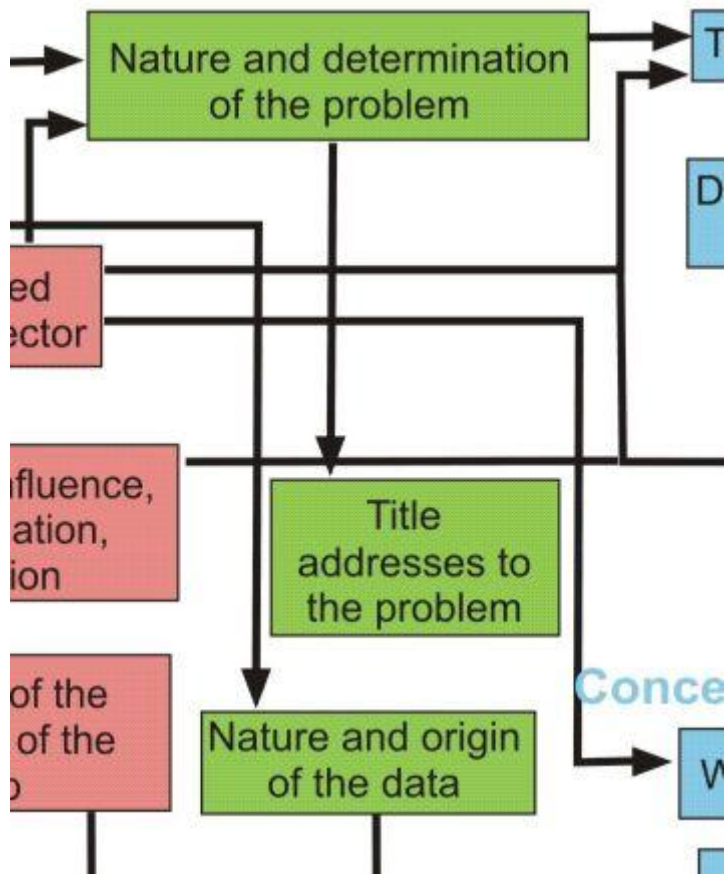 Nature and determination
of the problem
T
D
ed
ector
nfluence,
ation,
ion
Title
addresses to
the problem
of the
of the
Conce
Nature and origin
of the data
W